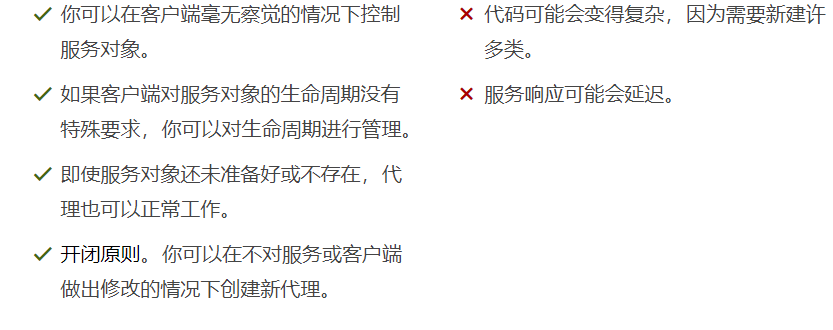 你可以在客户端毫无察觉的情况下控制
服务对象。
如果客户端对服务对象的生命周期没有
特殊要求，你可以对生命周期进行管理。
即使服务对象还未准备好或不存在，代
理也可以正常工作。
开闭原则。你可以在不对服务或客户端
做出修改的情况下创建新代理。
代码可能会变得复杂，因为需要新建许
多类。
服务响应可能会延迟。